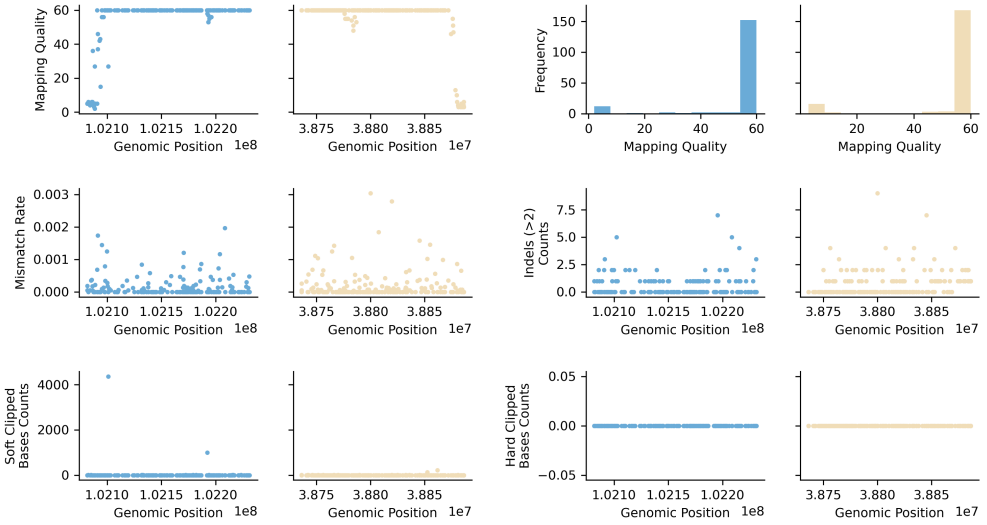 60
40
20
0
Mapping Quality
1.0210 1.0215 1.0220
Genomic Position 1e8
3.875 3.880 3.885
Genomic Position 1e7
150
100
50
0
Frequency
0 20 40 60
Mapping Quality
20 40 60
Mapping Quality
0.003
0.002
0.001
0.000
Mismatch Rate
1.0210 1.0215 1.0220
Genomic Position 1e8
3.875 3.880 3.885
Genomic Position 1e7
7.5
5.0
2.5
0.0
Indels (>2)
Counts
1.0210 1.0215 1.0220
Genomic Position 1e8
3.875 3.880 3.885
Genomic Position 1e7
4000
2000
0
Soft Clipped
Bases Counts
1.0210 1.0215 1.0220
Genomic Position 1e8
3.875 3.880 3.885
Genomic Position 1e7
0.05
0.00
−0.05
Hard Clipped
Bases Counts
1.0210 1.0215 1.0220
Genomic Position 1e8
3.875 3.880 3.885
Genomic Position 1e7